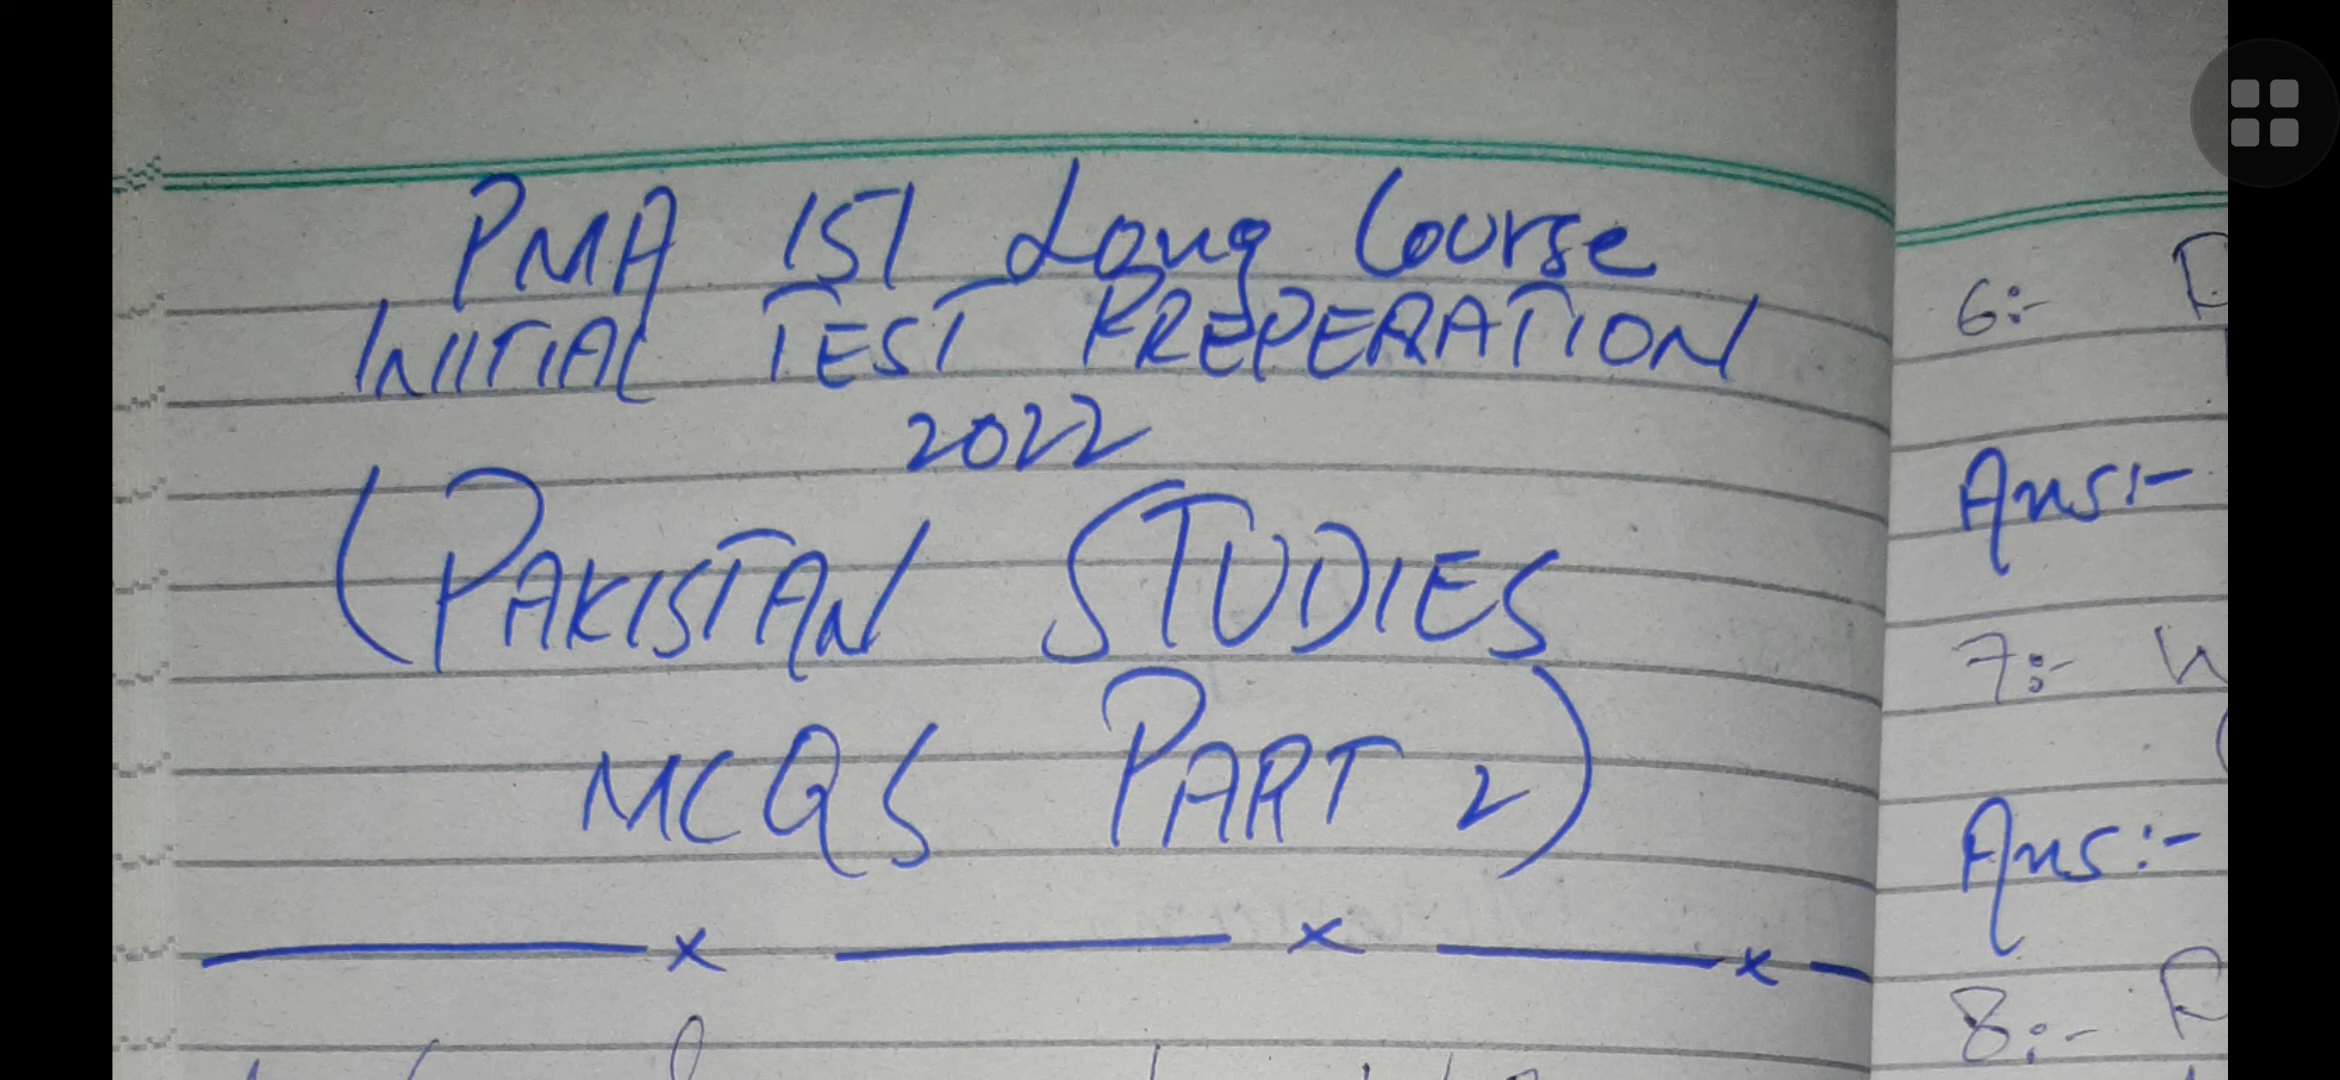 PMA 151 Long Course
INITIAL TEST PREPERATION
2022
(PAKISTAN STUDIES
MCQS PART 2)
x x x
6:-
Ans:-
7:- W
Ans:-
8:-